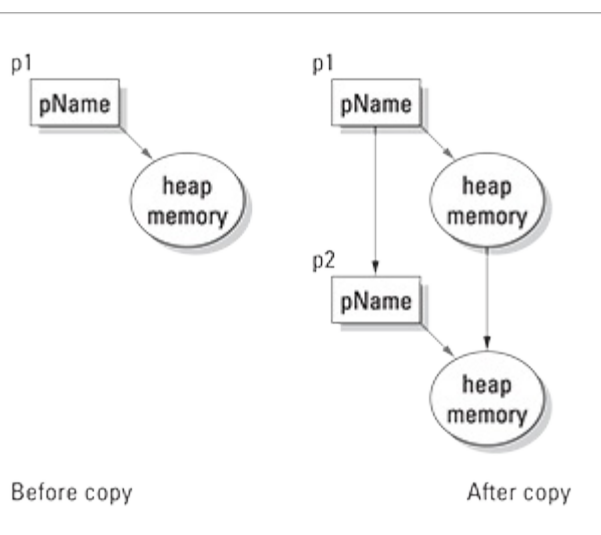 p1
pName
heap
memory
p1
pName
heap
memory
p2
pName
heap
memory
Before copy
After copy